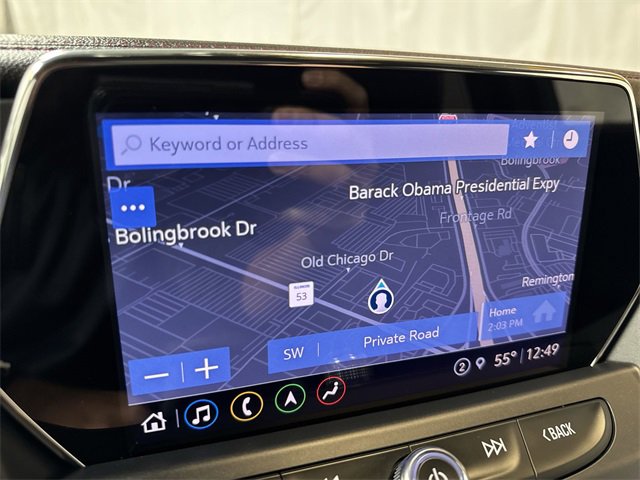 Keyword or Address
Bolingbrook
Dr
Barack Obama Presidential Expy
Frontage Rd
Bolingbrook Dr
Old Chicago Dr
Remington
ILLINOIS
53
Home
2:03 PM
SW
Private Road
2
55°
12:49
BACK